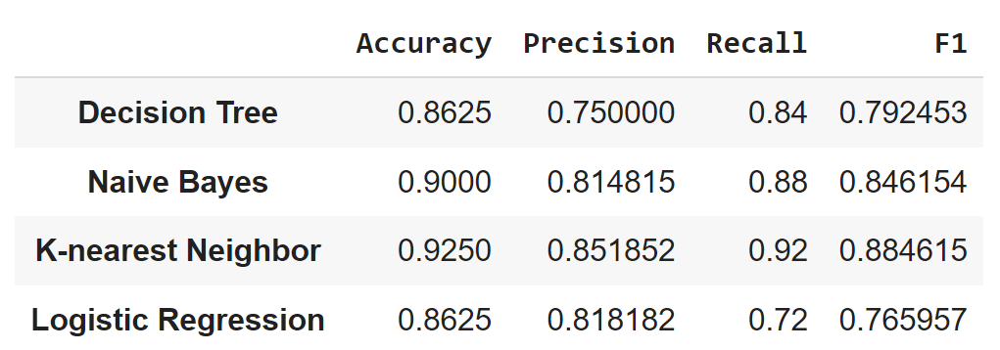 Accuracy Precision Recall F1
Decision Tree 0.8625 0.750000 0.84 0.792453
Naive Bayes 0.9000 0.814815 0.88 0.846154
K-nearest Neighbor 0.9250 0.851852 0.92 0.884615
Logistic Regression 0.8625 0.818182 0.72 0.765957